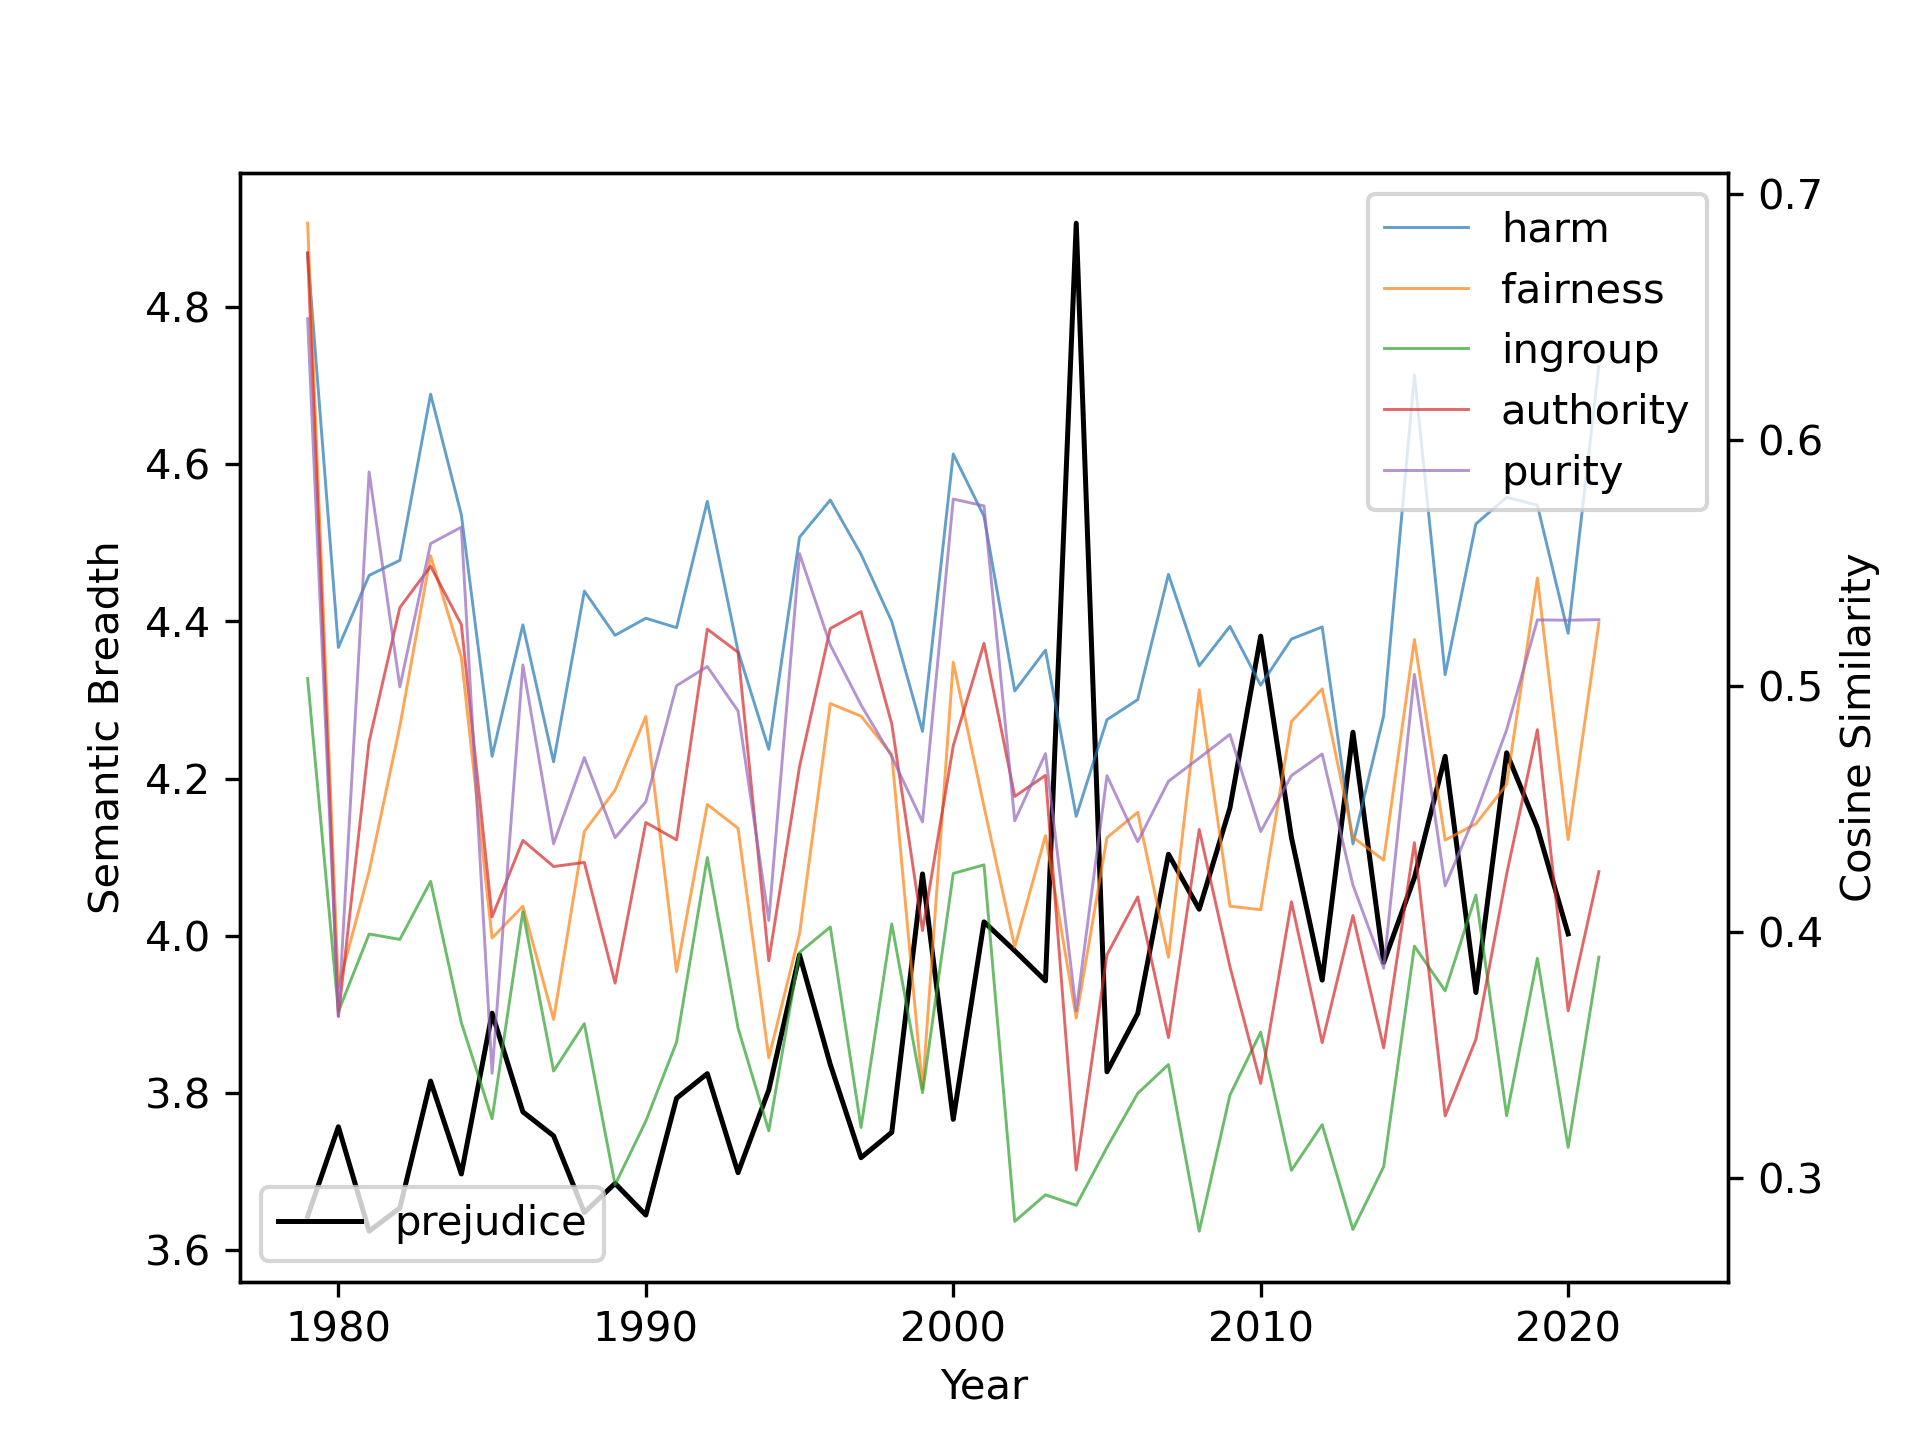 harm
fairness
ingroup
authority
purity
prejudice
Semantic Breadth
4.8
4.6
4.4
4.2
4.0
3.8
3.6
Cosine Similarity
0.7
0.6
0.5
0.4
0.3
1980 1990 2000 2010 2020
Year